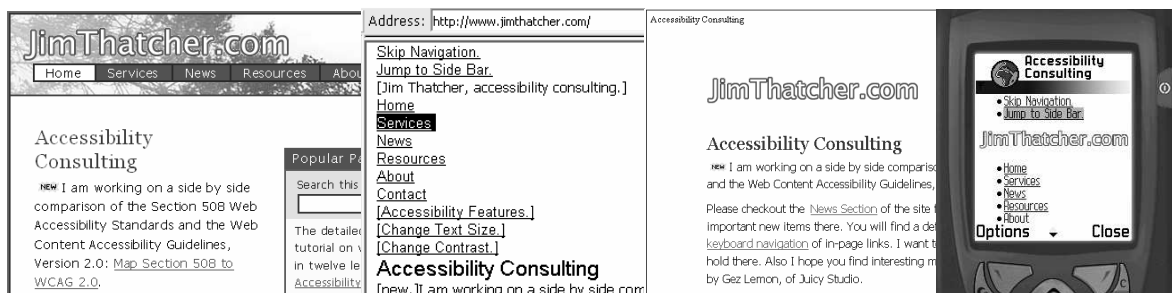 JimThatcher.com
Home Services News Resources
Accessibility
Consulting
NEW I am working on a side by side
comparison of the Section 508 Web
Accessibility Standards and the Web
Content Accessibility Guidelines,
Version 2.0: Map Section 508 to
WCAG 2.0.
Popular
Search this
The detailed
tutorial on
in twelve
Accessibility
Address: http://www.jimthatcher.com/
Skip Navigation.
Jump to Side Bar.
[Jim Thatcher, accessibility consulting.]
Home
Services
News
Resources
About
Contact
[Accessibility Features.]
[Change Text Size.]
[Change Contrast.]
Accessibility Consulting
[new.]I am working on a side by side
Accessibility Consulting
JimThatcher.com
Accessibility Consulting
NEW I am working on a side by side
and the Web Content Accessibility Guidelines,
Please checkout the News Section of the site
important new items there. You will find a
keyboard navigation of in-page links. I want
hold there. Also I hope you find interesting
by Gez Lemon, of Juicy Studio.
Accessibility
Consulting
Skip Navigation.
Jump to Side Bar.
JimThatcher.com
Home
Services
News
Resources
About
Options Close
C